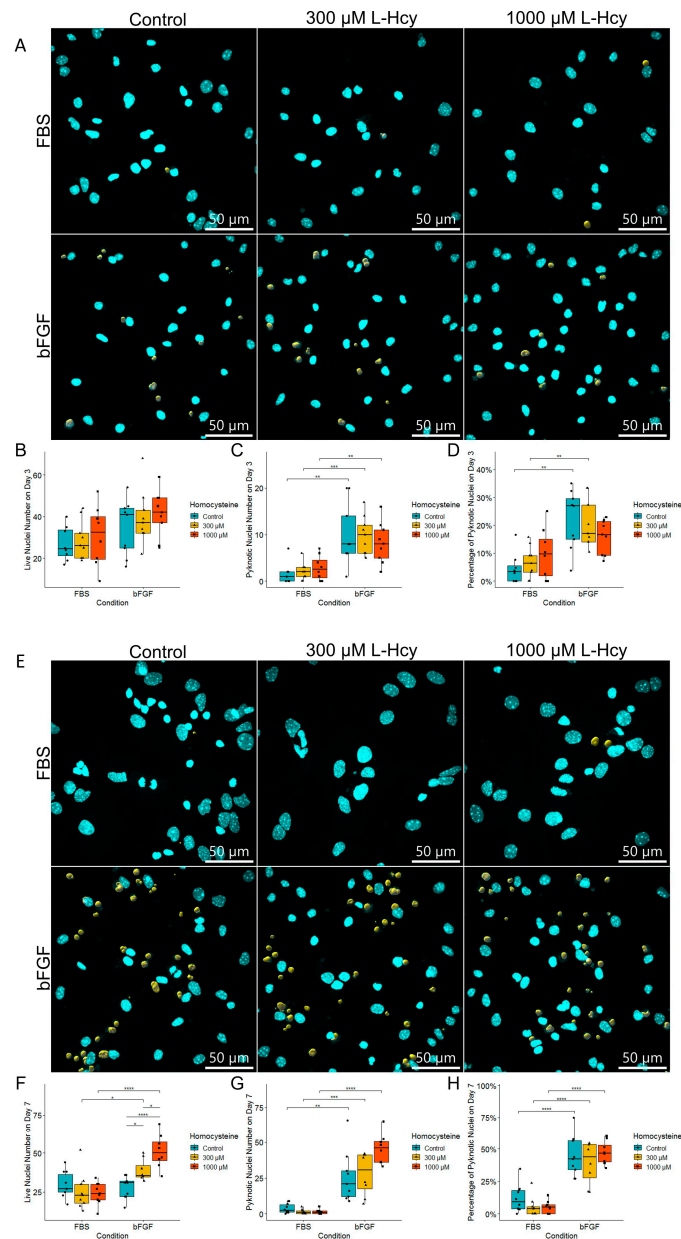 Control 300 µM L-Hcy 1000 µM L-Hcy
A
FBS
50 µm 50 µm 50 µm
bFGF
50 µm 50 µm 50 µm
B
Live Nuclei Number on Day 3
60
40
20
FBS bFGF
Condition
Homocysteine
Control
300 µM
1000 µM
C
Pyknotic Nuclei Number on Day 3
**
***
**
20
10
0
FBS bFGF
Condition
Homocysteine
Control
300 µM
1000 µM
D
Percentage of Pyknotic Nuclei on Day 3
**
**
40%
30%
20%
10%
0%
FBS bFGF
Condition
Homocysteine
Control
300 µM
1000 µM
E
Control 300 µM L-Hcy 1000 µM L-Hcy
FBS
50 µm 50 µm 50 µm
bFGF
50 µm 50 µm 50 µm
F
Live Nuclei Number on Day 7
****
*
*
****
*
75
50
25
FBS bFGF
Condition
Homocysteine
Control
300 µM
1000 µM
G
Pyknotic Nuclei Number on Day 7
****
***
**
75
50
25
0
FBS bFGF
Condition
Homocysteine
Control
300 µM
1000 µM
H
Percentage of Pyknotic Nuclei on Day 7
****
****
****
100%
75%
50%
25%
0%
FBS bFGF
Condition
Homocysteine
Control
300 µM
1000 µM